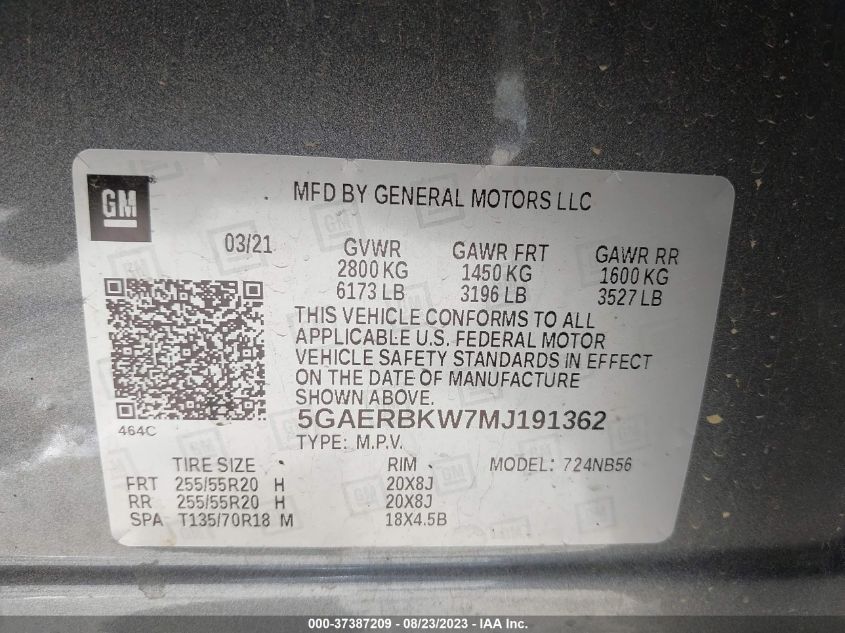 GM
MFD BY GENERAL MOTORS LLC
03/21
GVWR GAWR FRT GAWR RR
2800 KG 1450 KG 1600 KG
6173 LB 3196 LB 3527 LB
THIS VEHICLE CONFORMS TO ALL
APPLICABLE U.S. FEDERAL MOTOR
VEHICLE SAFETY STANDARDS IN EFFECT
ON THE DATE OF MANUFACTURE
SHOWN ABOVE.
464C
5GAERBKW7MJ191362
TYPE: M.P.V.
TIRE SIZE RIM MODEL: 724NB56
FRT 255/55R20 H 20X8J
RR 255/55R20 H 20X8J
SPA T135/70R18 M 18X4.5B
000-37387209 - 08/23/2023 - IAA Inc.